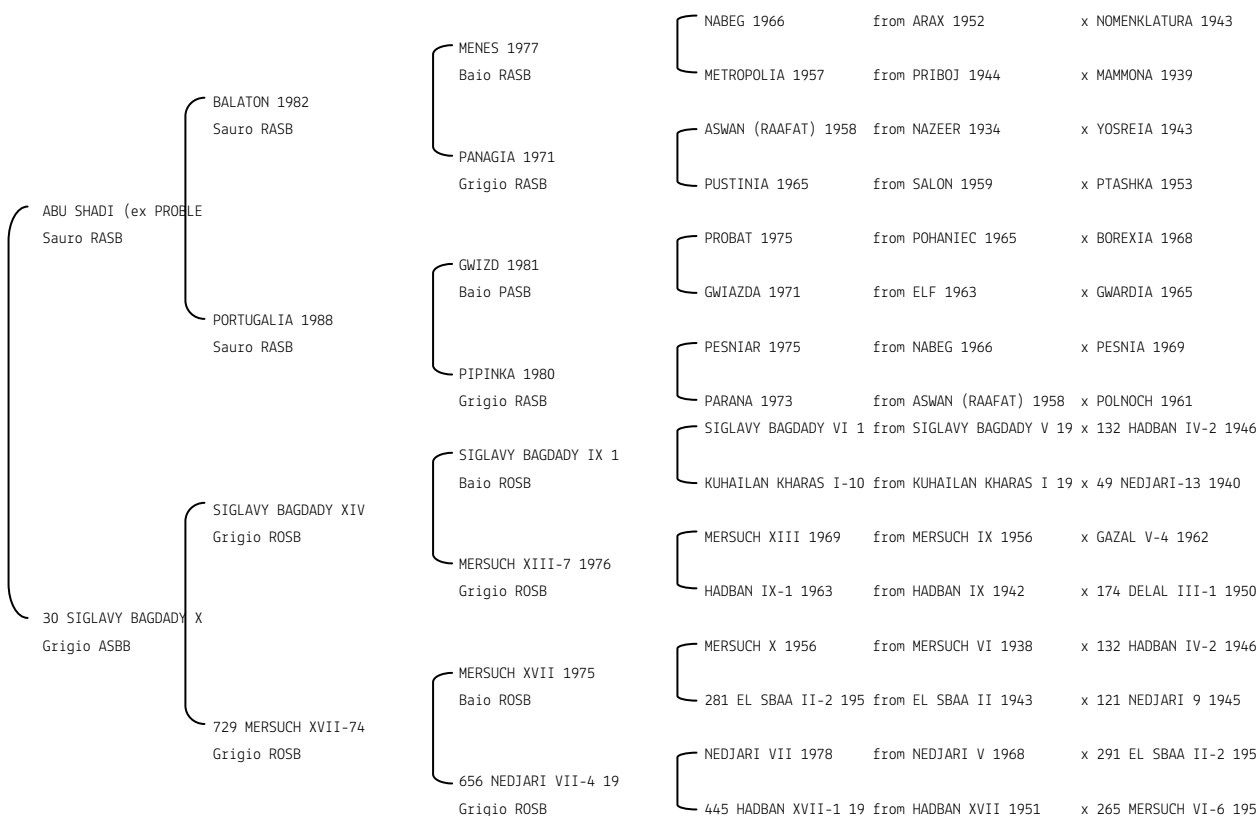 NABEG 1966 from ARAX 1952 x NOMENKLATURA 1943
MENES 1977
Baio RASB
METROPOLIA 1957 from PRIBOJ 1944 x MAMMONA 1939
BALATON 1982
Sauro RASB
ASWAN (RAAFAT) 1958 from NAZEER 1934 x YOSREIA 1943
PANAGIA 1971
Grigio RASB
PUSTINIA 1965 from SALON 1959 x PTASHKA 1953
ABU SHADI (ex PROBLE
Sauro RASB
PROBAT 1975 from POHANIEC 1965 x BOREXIA 1968
GWIZD 1981
Baio PASB
GWIAZDA 1971 from ELF 1963 x GWARDIA 1965
PORTUGALIA 1988
Sauro RASB
PESNIAR 1975 from NABEG 1966 x PESNIA 1969
PIPINKA 1980
Grigio RASB
PARANA 1973 from ASWAN (RAAFAT) 1958 x POLNOCH 1961
SIGLAVY BAGDADY VI 1 from SIGLAVY BAGDADY V 19 x 132 HADBAN IV-2 1946
SIGLAVY BAGDADY IX 1
Baio ROSB
KUHAILAN KHARAS I-10 from KUHAILAN KHARAS I 19 x 49 NEDJARI-13 1940
SIGLAVY BAGDADY XIV
Grigio ROSB
MERSUCH XIII 1969 from MERSUCH IX 1956 x GAZAL V-4 1962
MERSUCH XIII-7 1976
Grigio ROSB
HADBAN IX-1 1963 from HADBAN IX 1942 x 174 DELAL III-1 1950
30 SIGLAVY BAGDADY X
Grigio ASBB
MERSUCH X 1956 from MERSUCH VI 1938 x 132 HADBAN IV-2 1946
MERSUCH XVII 1975
Baio ROSB
281 EL SBAA II-2 195 from EL SBAA II 1943 x 121 NEDJARI 9 1945
729 MERSUCH XVII-74
Grigio ROSB
NEDJARI VII 1978 from NEDJARI V 1968 x 291 EL SBAA II-2 195
656 NEDJARI VII-4 19
Grigio ROSB
445 HADBAN XVII-1 19 from HADBAN XVII 1951 x 265 MERSUCH VI-6 195